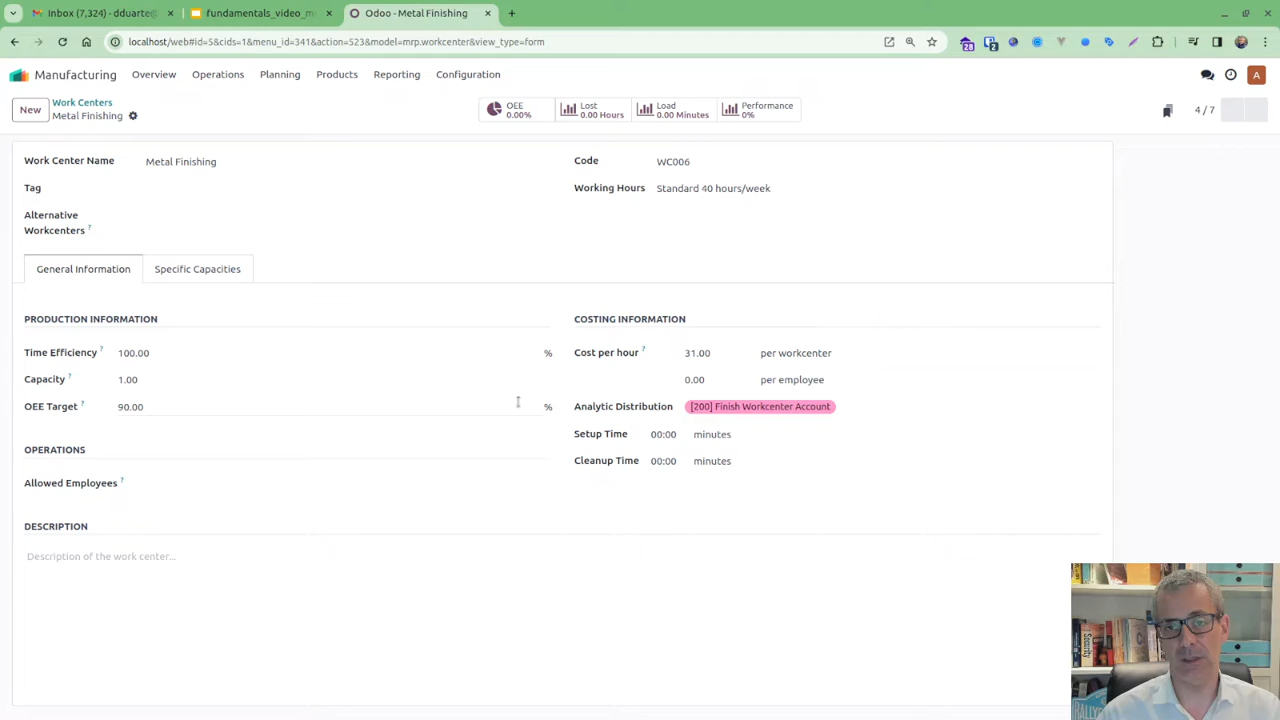 Inbox (7,324) - dduarte@
fundamentals_video_m
Odoo - Metal Finishing
localhost/web#id=5&cids=1&menu_id=341&action=523&model=mrp.workcenter&view_type=form
Manufacturing Overview Operations Planning Products Reporting Configuration A
New
Work Centers
Metal Finishing
OEE
0.00%
Lost
0.00 Hours
Load
0.00 Minutes
Performance
0%
4 / 7
Work Center Name Metal Finishing
Code WC006
Tag
Working Hours Standard 40 hours/week
Alternative
Workcenters ?
General Information Specific Capacities
PRODUCTION INFORMATION
Time Efficiency ? 100.00 %
Capacity ? 1.00
OEE Target ? 90.00 %
OPERATIONS
Allowed Employees ?
COSTING INFORMATION
Cost per hour ? 31.00 per workcenter
0.00 per employee
Analytic Distribution [200] Finish Workcenter Account
Setup Time 00:00 minutes
Cleanup Time 00:00 minutes
DESCRIPTION
Description of the work center...
Security
RALLYE